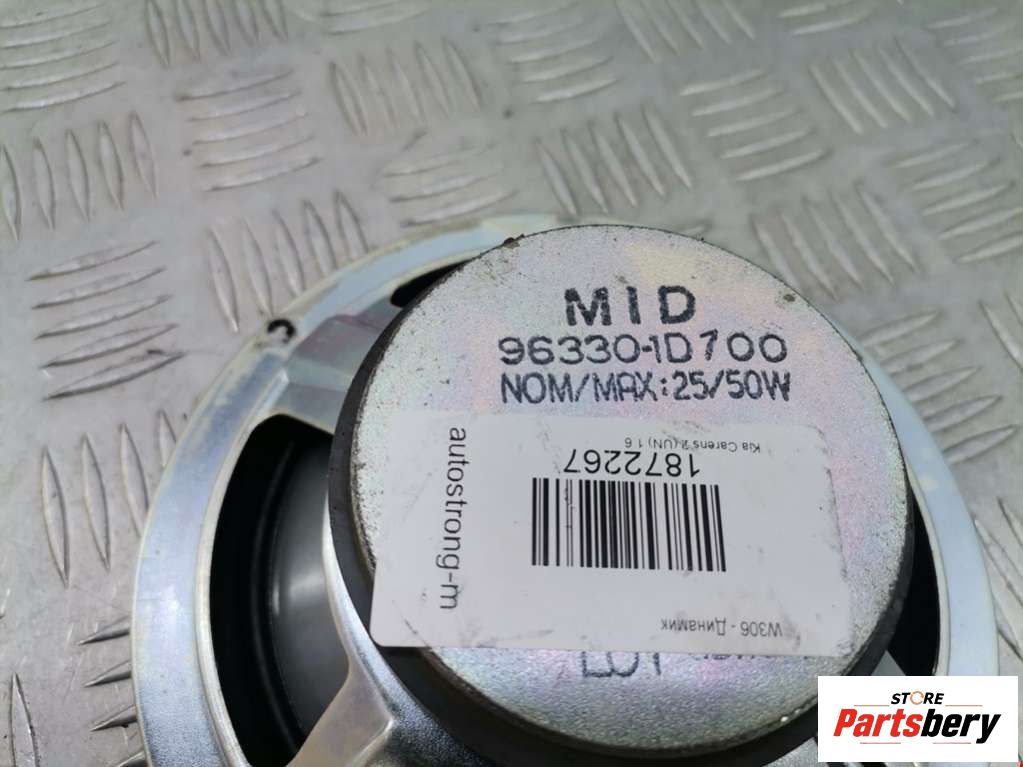 MID
96330-1D700
NOM/MAX:25/50W
Kia Carens 2 (UN) 1 6
1872267
autostrong-m
W306 - Динамик
LOT
STORE
Partsbery